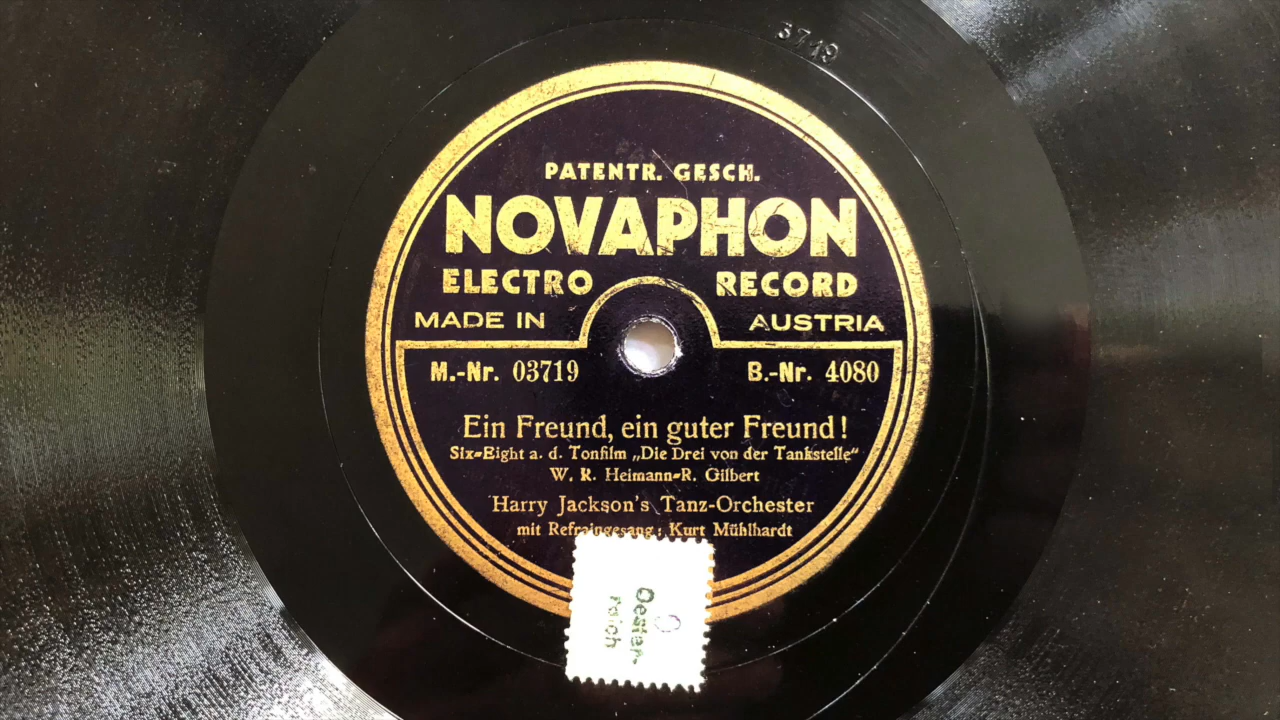 3719
PATENTR. GESCH.
NOVAPHON
ELECTRO RECORD
MADE IN AUSTRIA
M.-Nr. 03719 B.-Nr. 4080
Ein Freund, ein guter Freund!
Six-Eight a. d. Tonfilm „Die Drei von der Tankstelle“
W. R. Heimann-R. Gilbert
Harry Jackson's Tanz-Orchester
mit Refraingesang: Kurt Mühlhardt
0
Oester-
reich